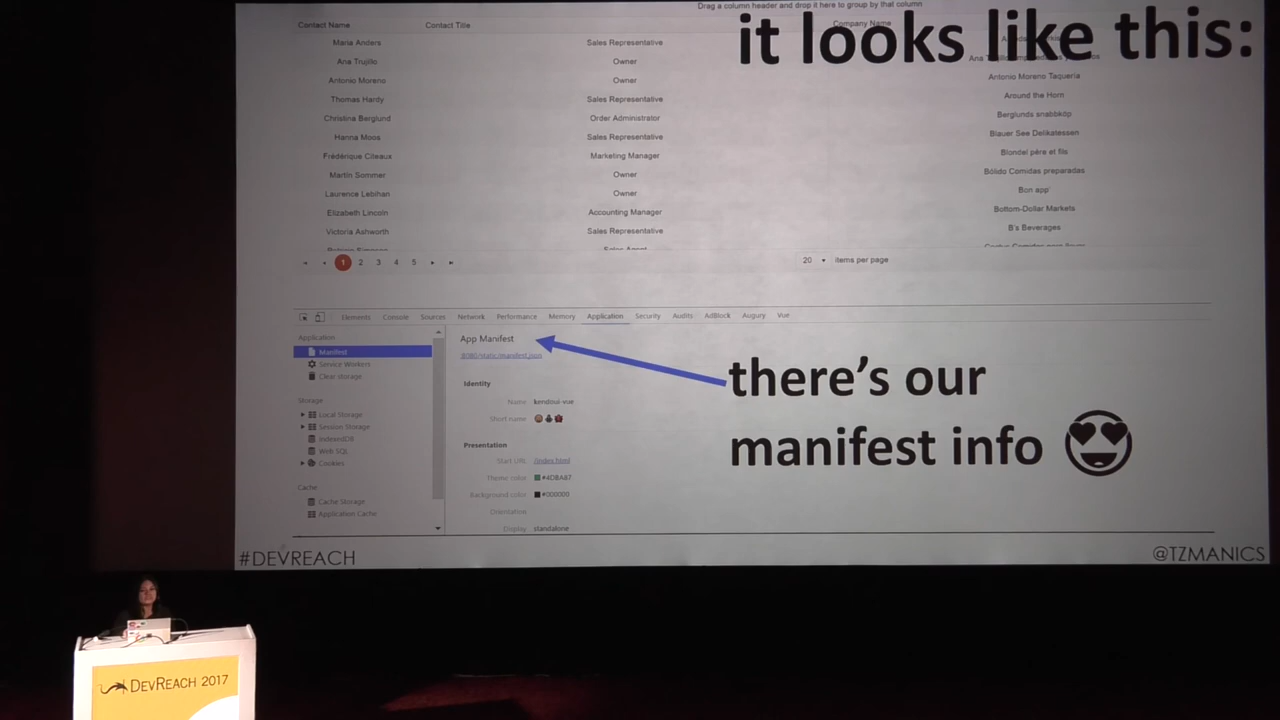 Drag a column header and drop it here to group by that column
it looks like this:
Contact Name Contact Title Company Name
Maria Anders Sales Representative
Ana Trujillo Owner
Antonio Moreno Owner Antonio Moreno Taquería
Thomas Hardy Sales Representative Around the Horn
Christina Berglund Order Administrator Berglunds snabbköp
Hanna Moos Sales Representative Blauer See Delikatessen
Frédérique Citeaux Marketing Manager Blondel père et fils
Martín Sommer Owner Bólido Comidas preparadas
Laurence Lebihan Owner Bon app'
Elizabeth Lincoln Accounting Manager Bottom-Dollar Markets
Victoria Ashworth Sales Representative B's Beverages
Sales Agent
1 2 3 4 5 20 items per page
Elements Console Sources Network Performance Memory Application Security Audits AdBlock Augury Vue
Application
Manifest
Service Workers
Clear storage
Storage
Local Storage
Session Storage
IndexedDB
Web SQL
Cookies
Cache
Cache Storage
Application Cache
App Manifest
:8080/static/manifest.json
Identity
Name kendoui-vue
Short name
Presentation
Start URL ./index.html
Theme color #4DBA87
Background color #000000
Orientation
Display standalone
there's our
manifest info
#DEVREACH
@TZMANICS
DEVREACH 2017